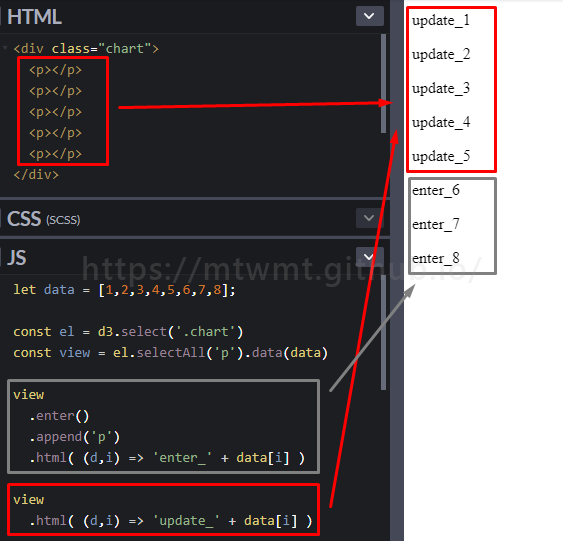 HTML
<div class="chart">
<p></p>
<p></p>
<p></p>
<p></p>
<p></p>
</div>
CSS (SCSS)
JS
let data = [1,2,3,4,5,6,7,8];
const el = d3.select('.chart')
const view = el.selectAll('p').data(data)
view
.enter()
.append('p')
.html( (d,i) => 'enter_' + data[i] )
view
.html( (d,i) => 'update_' + data[i] )
update_1
update_2
update_3
update_4
update_5
enter_6
enter_7
enter_8
https://mtwmt.github.io/